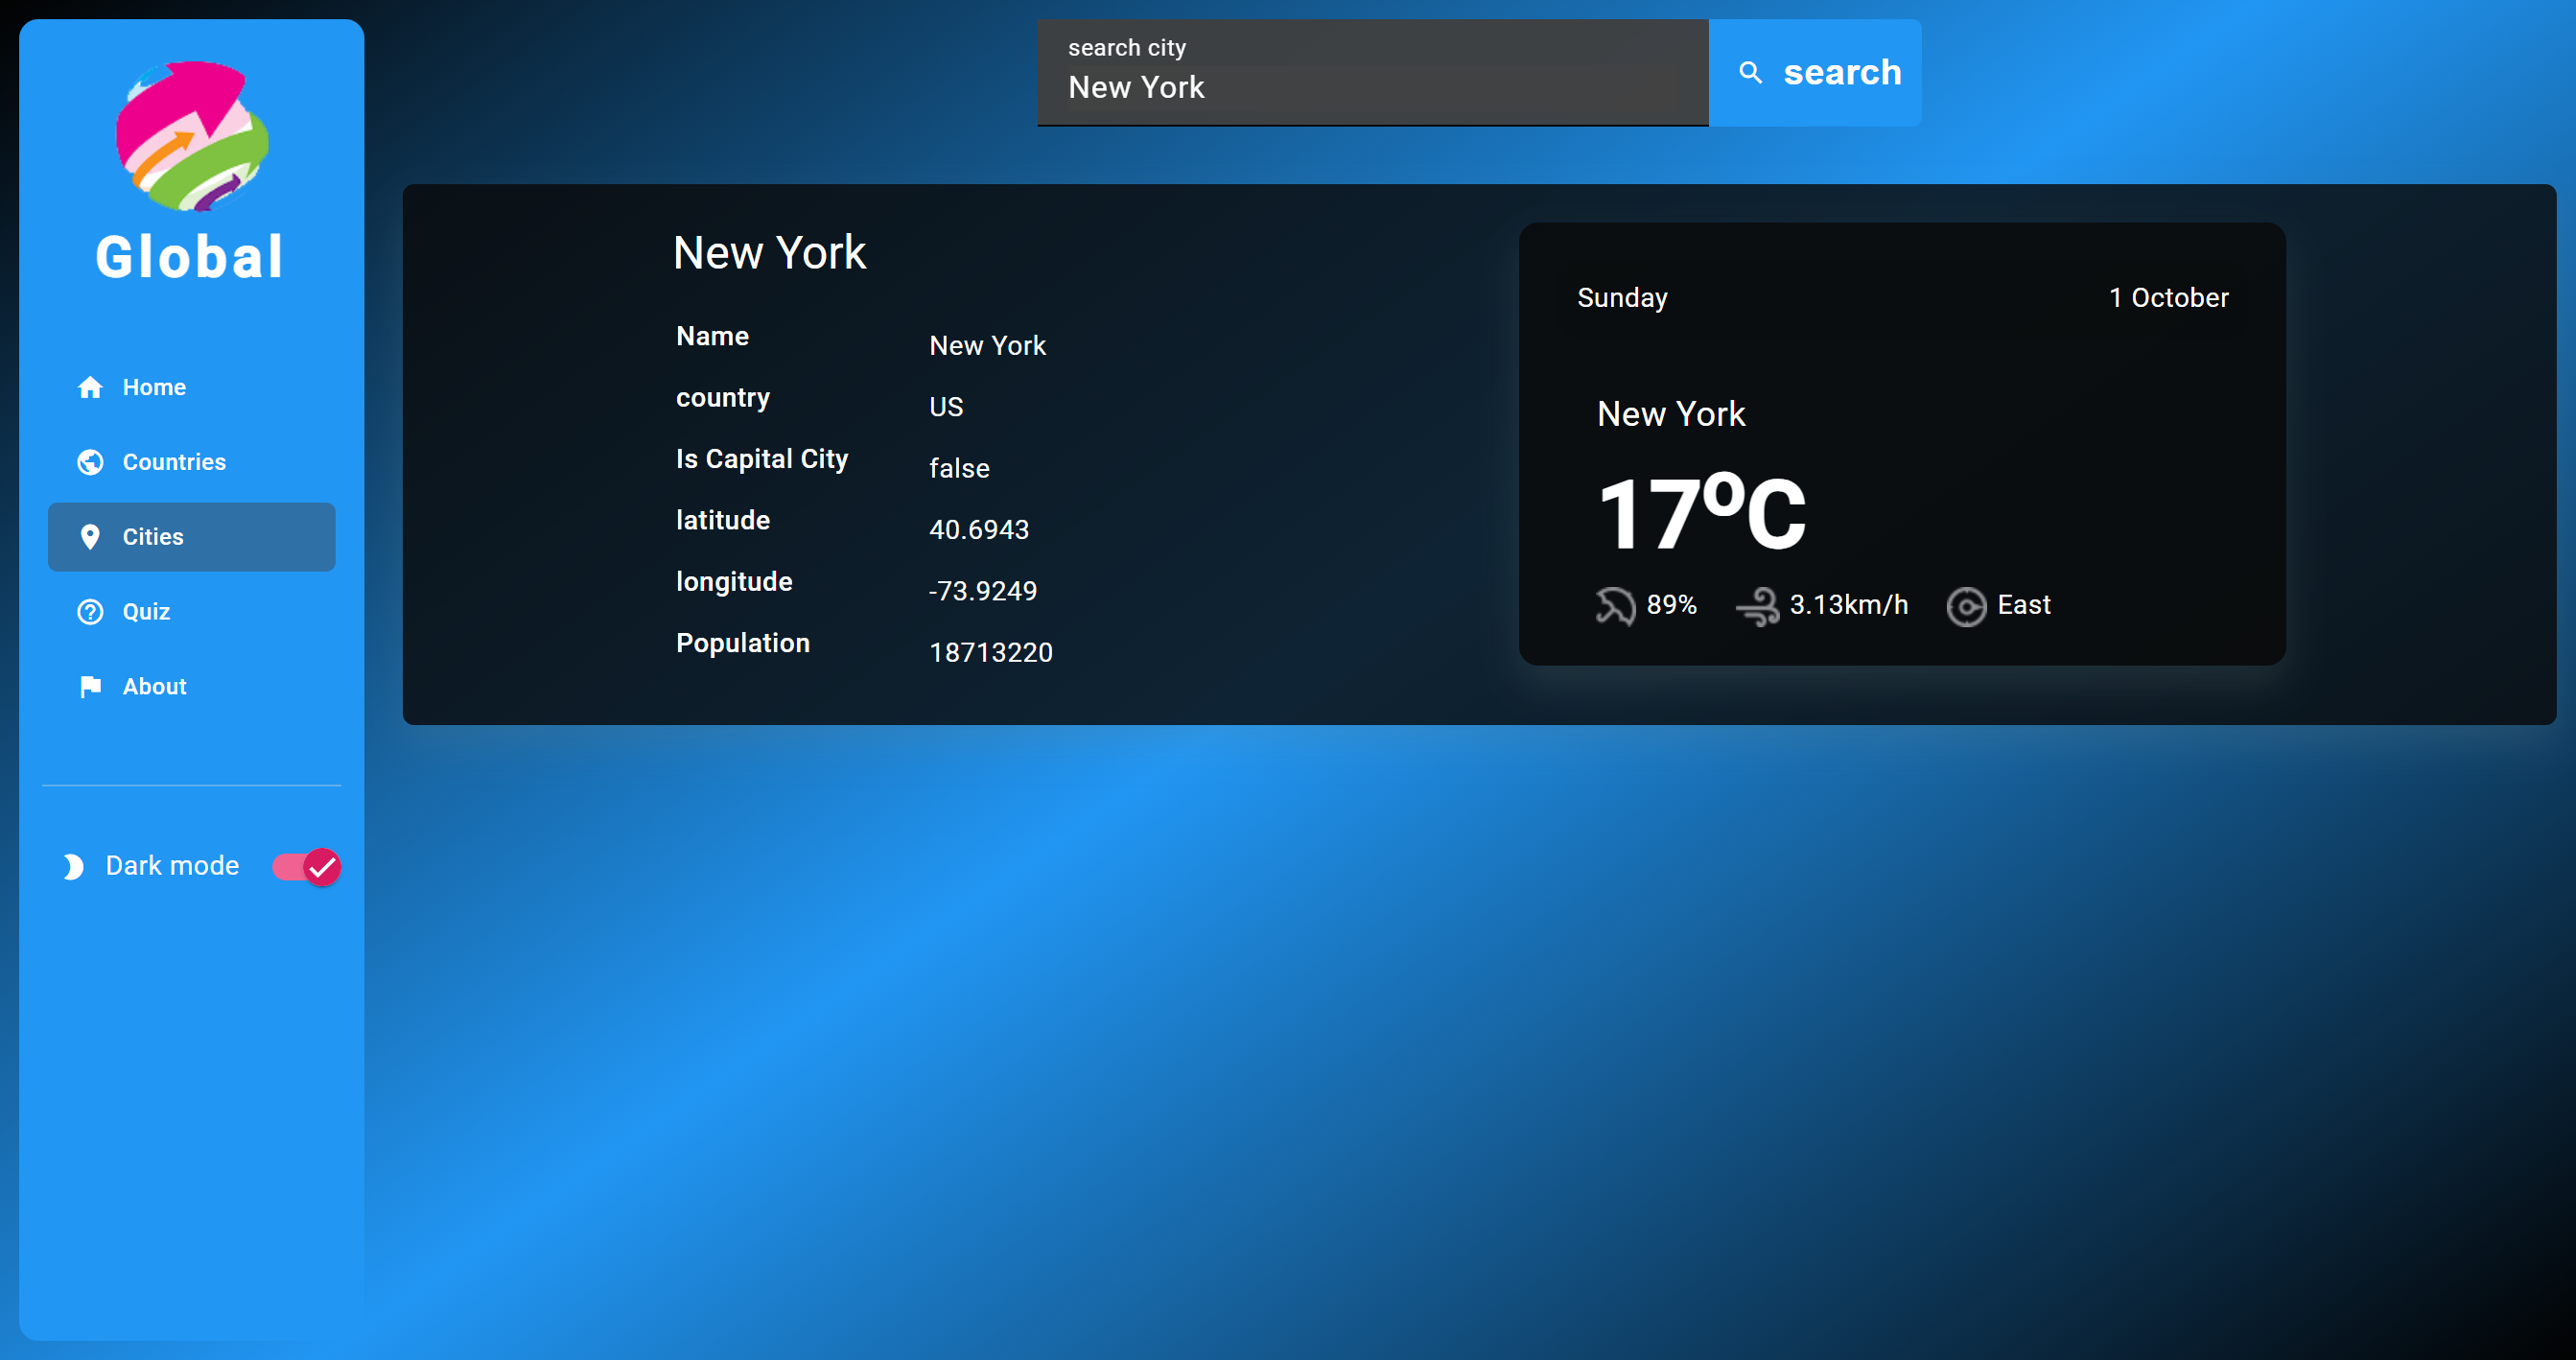 Global
Home
Countries
Cities
Quiz
About
Dark mode
search city
New York
search
New York
Name New York
country US
Is Capital City false
latitude 40.6943
longitude -73.9249
Population 18713220
Sunday 1 October
New York
17°C
89% 3.13km/h East